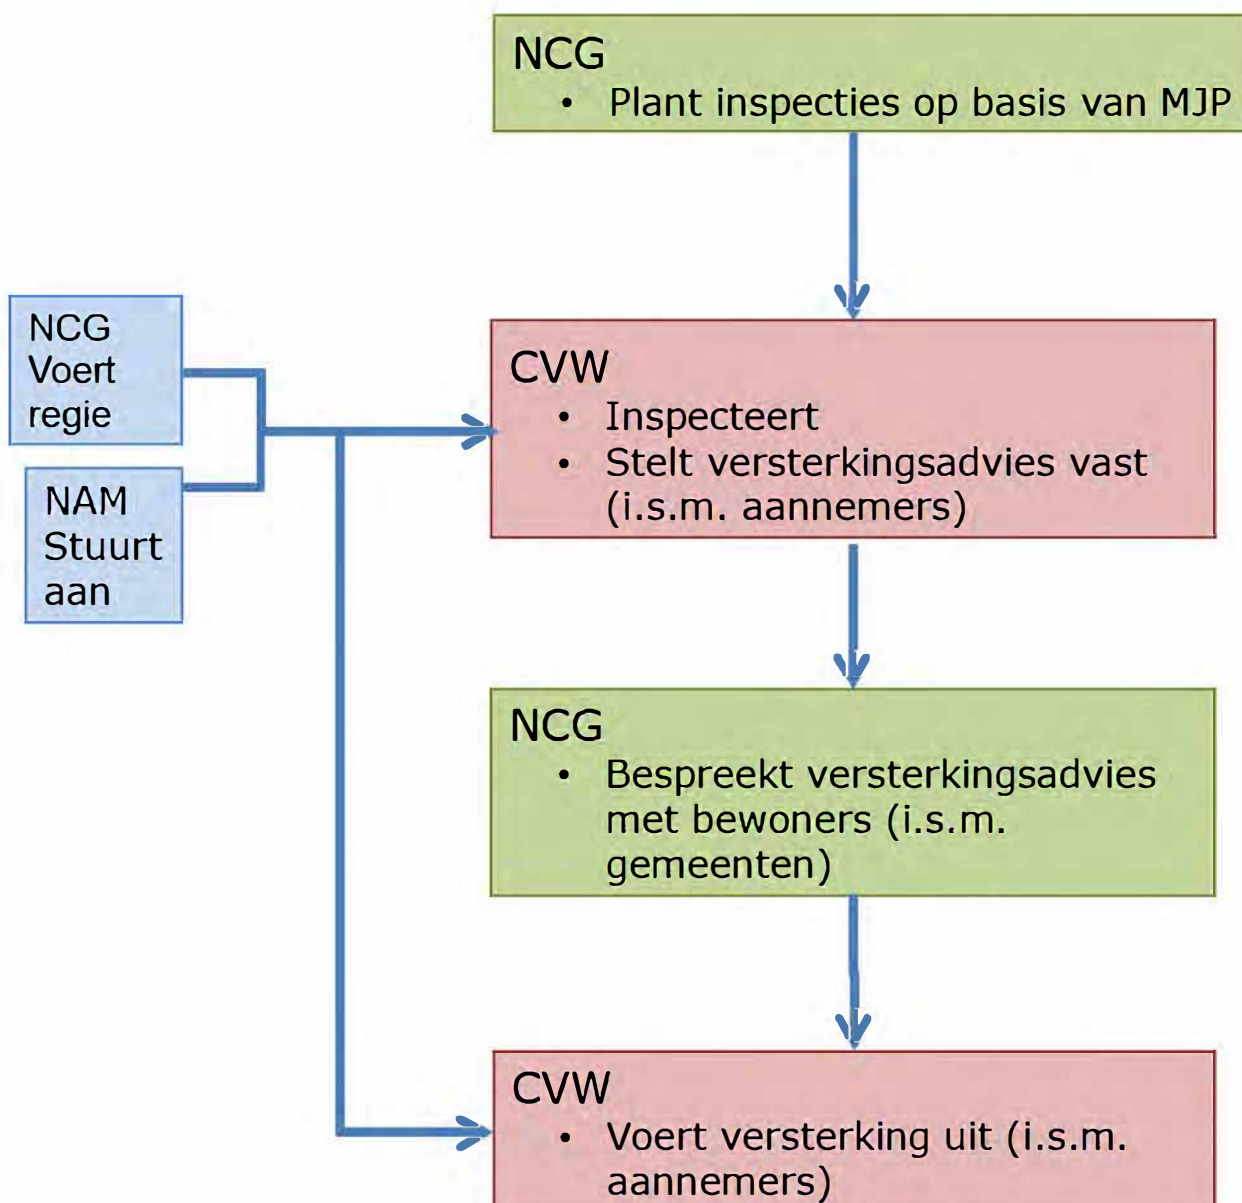 NCG
• Plant inspecties op basis van MJP
NCG
Voert
regie
NAM
Stuurt
aan
CVW
• Inspecteert
• Stelt versterkingsadvies vast
(i.s.m. aannemers)
NCG
• Bespreekt versterkingsadvies
met bewoners (i.s.m.
gemeenten)
CVW
• Voert versterking uit (i.s.m.
aannemers)